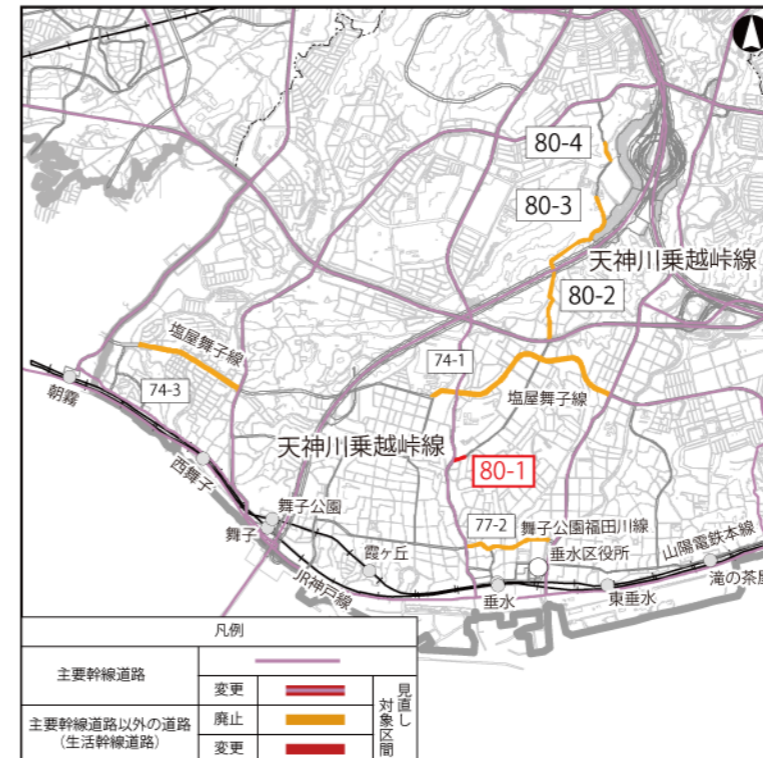 80-4
80-3
天神川乗越峠線
80-2
塩屋舞子線
74-1
74-3
塩屋舞子線
朝霧
天神川乗越峠線
80-1
西舞子
舞子公園
77-2
舞子公園福田川線
舞子
霞ヶ丘
垂水区役所
山陽電鉄本線
JR神戸線
垂水
東垂水
滝の茶屋
凡例
主要幹線道路
変更
見直し
対象区間
主要幹線道路以外の道路
(生活幹線道路)
廃止
変更